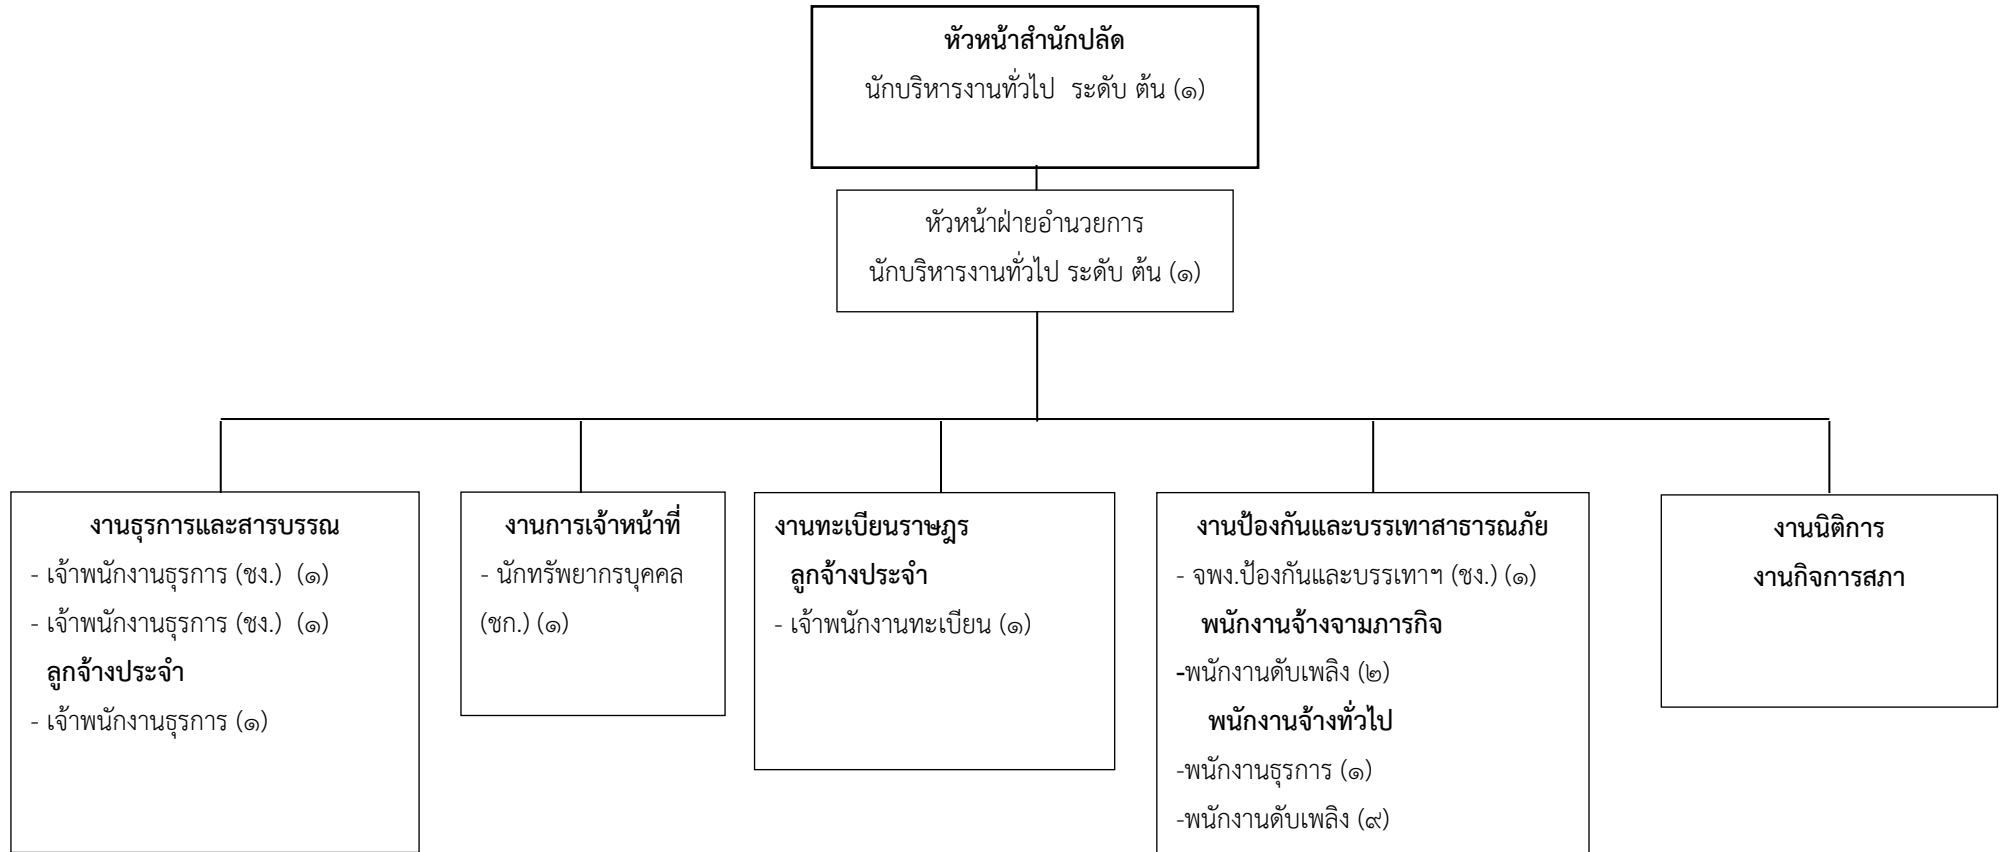 หัวหน้าสำนักปลัด
นักบริหารงานทั่วไป  ระดับ ต้น (๑)
หัวหน้าฝ่ายอำนวยการ
นักบริหารงานทั่วไป ระดับ ต้น (๑)
งานธุรการและสารบรรณ
- เจ้าพนักงานธุรการ (ชง.)  (๑)
- เจ้าพนักงานธุรการ (ชง.)  (๑)
ลูกจ้างประจำ
- เจ้าพนักงานธุรการ (๑)
งานการเจ้าหน้าที่
- นักทรัพยากรบุคคล
(ชก.) (๑)
งานทะเบียนราษฎร
ลูกจ้างประจำ
- เจ้าพนักงานทะเบียน (๑)
งานป้องกันและบรรเทาสาธารณภัย
- จพง.ป้องกันและบรรเทาฯ (ชง.) (๑)
พนักงานจ้างจามภารกิจ
-พนักงานดับเพลิง (๒)
พนักงานจ้างทั่วไป
-พนักงานธุรการ (๑)
-พนักงานดับเพลิง (๙)
งานนิติการ
งานกิจการสภา